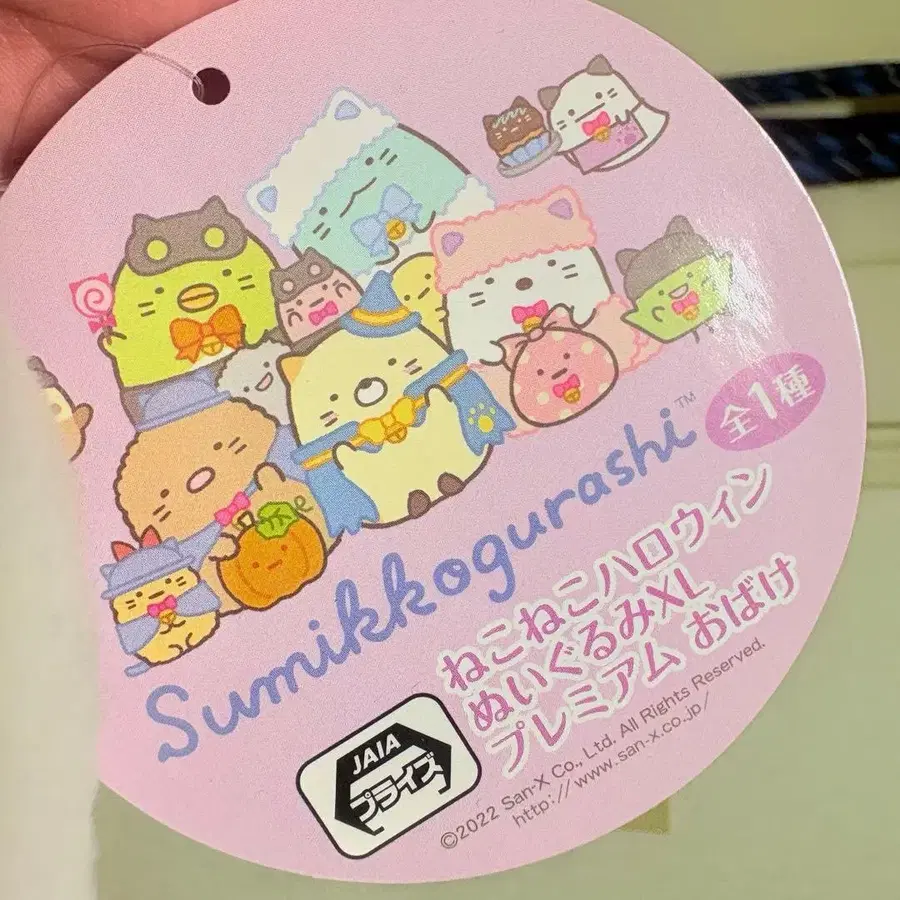 Sumikkogurashi™
全1種
ねこねこハロウィン
ぬいぐるみXL
プレミアム おばけ
JAIA
プライズ
©2022 San-X Co., Ltd. All Rights Reserved.
http://www.san-x.co.jp/